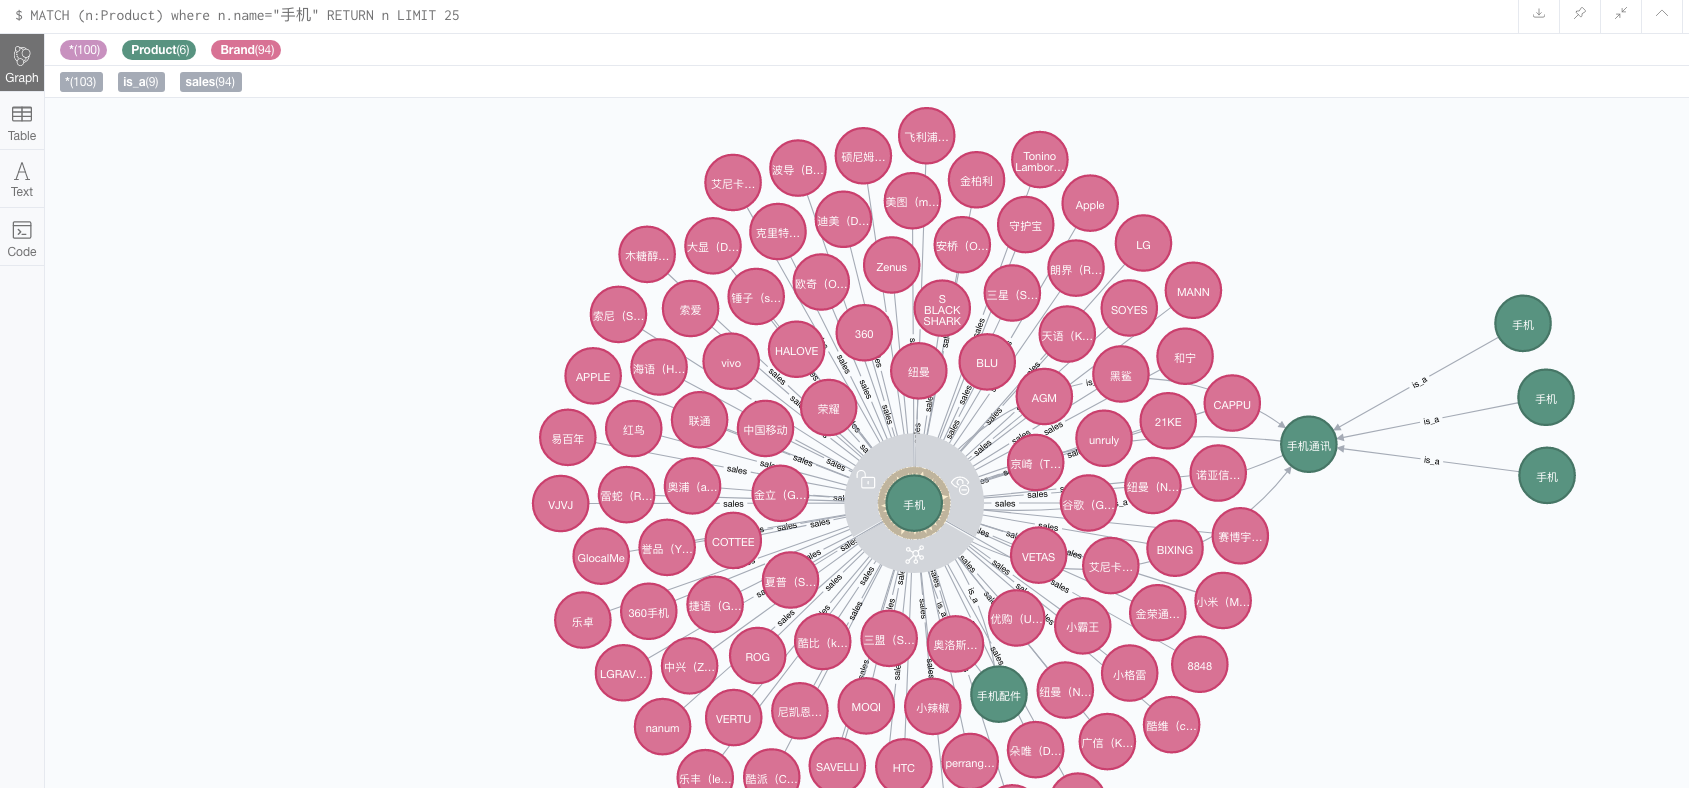 $ MATCH (n:Product) where n.name="手机" RETURN n LIMIT 25
*(100) Product(6) Brand(94)
*(103) is_a(9) sales(94)
Graph
Table
Text
Code
飞利浦...
硕尼姆...
Tonino
Lambor...
波导（B...
艾尼卡...
金柏利
美图（m...
Apple
迪美（D...
守护宝
克里特...
安桥（O...
LG
大显（D...
木糖醇...
Zenus
朗界（R...
欧奇（O...
MANN
锤子（s...
三星（S...
索爱
S
BLACK
SHARK
SOYES
索尼（S...
手机
360
天语（K...
HALOVE
和宁
vivo
BLU
海语（H...
纽曼
黑鲨
APPLE
is_a
手机
AGM
CAPPU
荣耀
联通
21KE
is_a
红鸟
中国移动
易百年
unruly
手机通讯
京崎（T...
is_a
诺亚信...
手机
奥浦（a...
纽曼（N...
雷蛇（R...
金立（G...
VJVJ
谷歌（G...
手机
sales
赛博宇...
COTTEE
誉品（Y...
BIXING
GlocalMe
VETAS
艾尼卡...
夏普（S...
小米（M...
捷语（G...
360手机
金荣通...
乐卓
优购（U...
小霸王
酷比（k...
三盟（S...
奥洛斯...
ROG
中兴（Z...
8848
LGRAV...
小格雷
手机配件
纽曼（N...
MOQI
小辣椒
尼凯恩...
VERTU
nanum
酷维（c...
广信（K...
朵唯（D...
perrang...
SAVELLI
HTC
乐丰（le...
酷派（C...